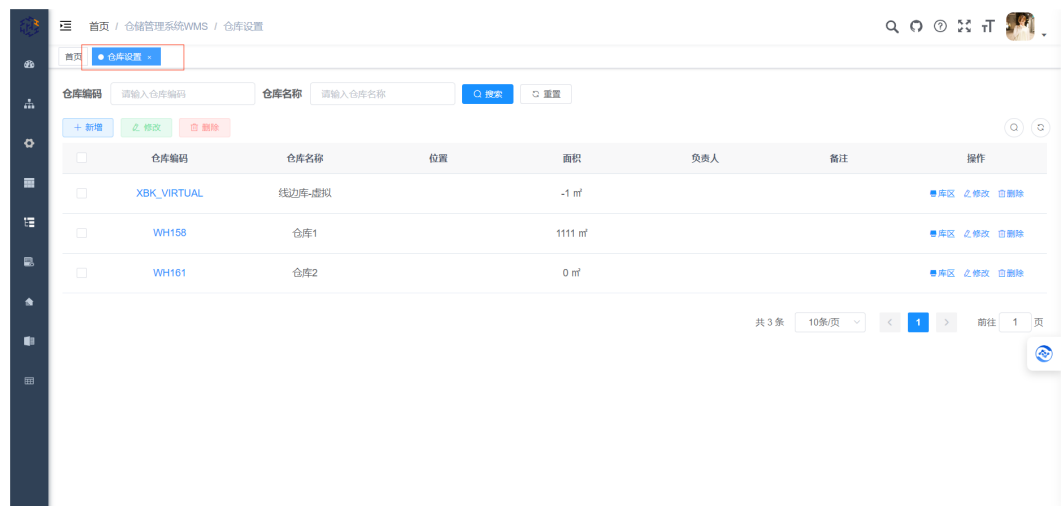 首页 / 仓储管理系统WMS / 仓库设置
首页 仓库设置 ×
仓库编码 请输入仓库编码 仓库名称 请输入仓库名称 搜索 重置
+ 新增 修改 删除
仓库编码 仓库名称 位置 面积 负责人 备注 操作
XBK_VIRTUAL 线边库-虚拟 -1 ㎡ 库区 修改 删除
WH158 仓库1 1111 ㎡ 库区 修改 删除
WH161 仓库2 0 ㎡ 库区 修改 删除
共 3 条 10条/页 < 1 > 前往 1 页